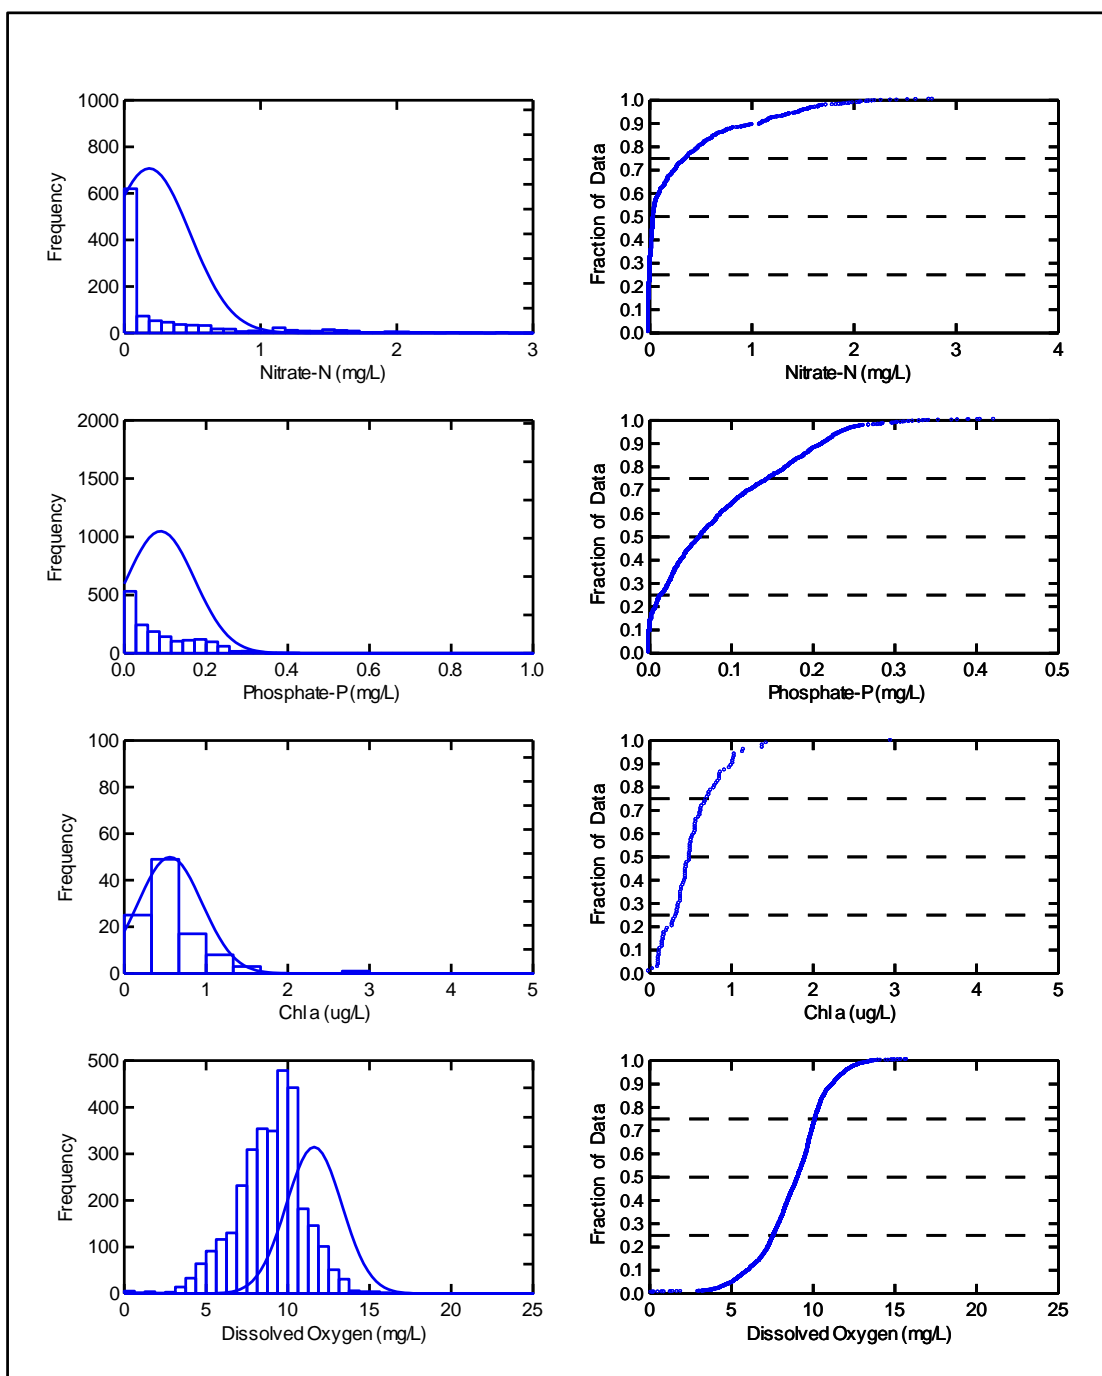 1000
800
600
400
200
0
Frequency
0 1 2 3
Nitrate-N (mg/L)
1.0
0.9
0.8
0.7
0.6
0.5
0.4
0.3
0.2
0.1
0.0
Fraction of Data
0 1 2 3 4
Nitrate-N (mg/L)
2000
1500
1000
500
0
Frequency
0.0 0.2 0.4 0.6 0.8 1.0
Phosphate-P (mg/L)
1.0
0.9
0.8
0.7
0.6
0.5
0.4
0.3
0.2
0.1
0.0
Fraction of Data
0.0 0.1 0.2 0.3 0.4 0.5
Phosphate-P (mg/L)
100
80
60
40
20
0
Frequency
0 1 2 3 4 5
Chl a (ug/L)
1.0
0.9
0.8
0.7
0.6
0.5
0.4
0.3
0.2
0.1
0.0
Fraction of Data
0 1 2 3 4 5
Chl a (ug/L)
500
400
300
200
100
0
Frequency
0 5 10 15 20 25
Dissolved Oxygen (mg/L)
1.0
0.9
0.8
0.7
0.6
0.5
0.4
0.3
0.2
0.1
0.0
Fraction of Data
0 5 10 15 20 25
Dissolved Oxygen (mg/L)